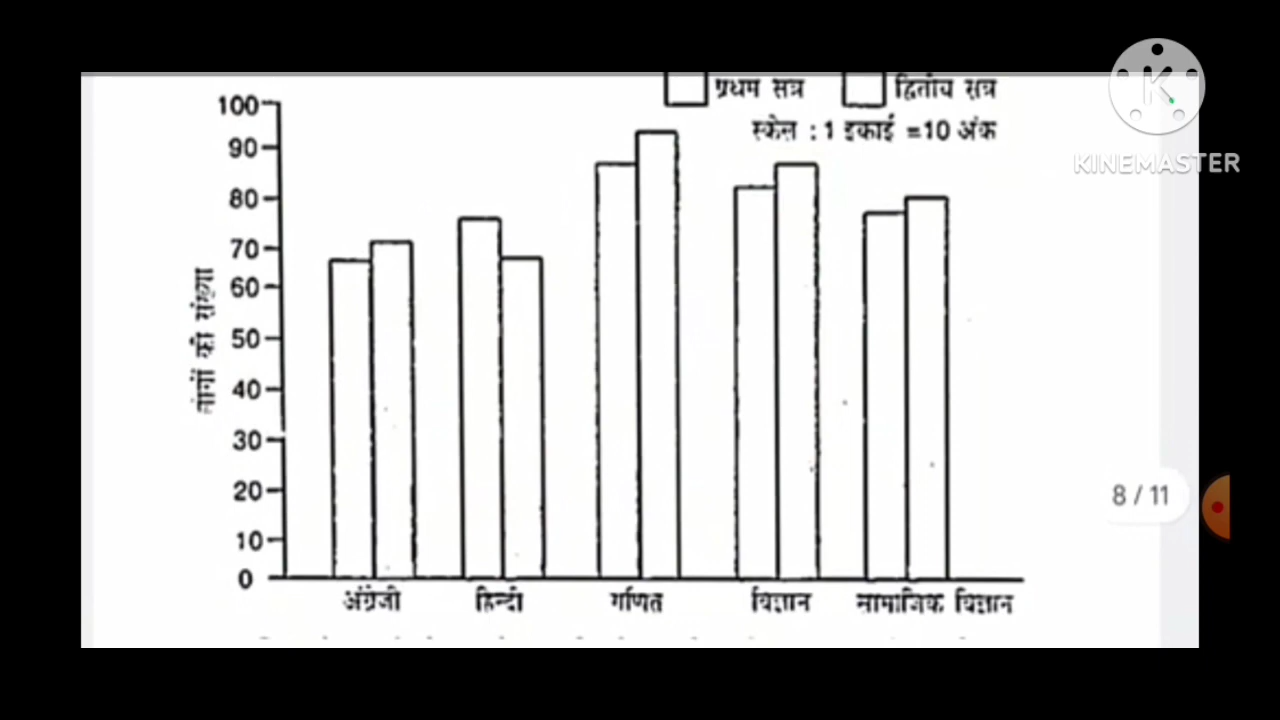 प्रथम सत्र
द्वितीय सत्र
स्केल : 1 इकाई =10 अंक
KINEMASTER
100
90
80
70
60
50
40
30
20
10
0
की संख्या
8 / 11
अंग्रेजी
हिन्दी
गणित
विज्ञान
सामाजिक विज्ञान